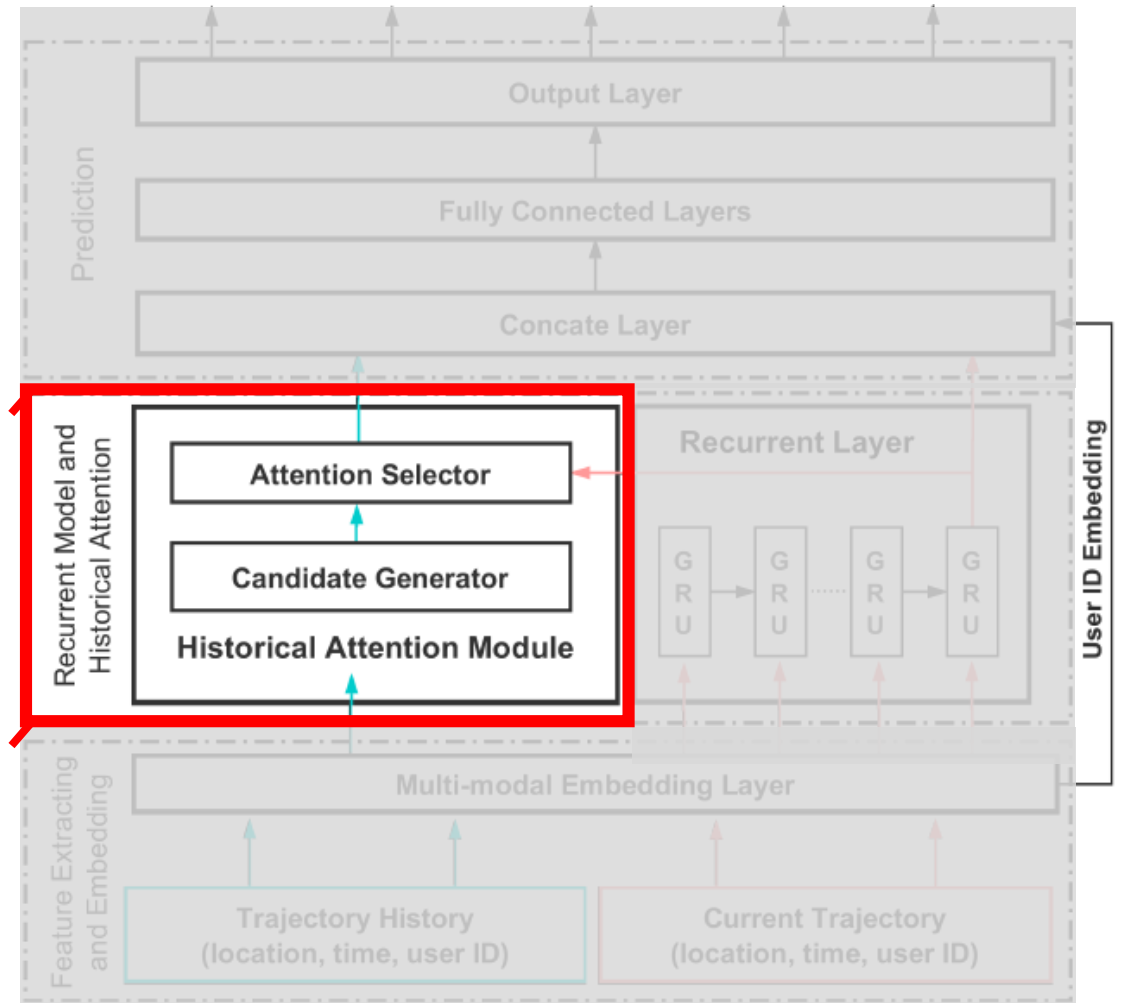 Output Layer
Fully Connected Layers
Concate Layer
Prediction
Recurrent Model and
Historical Attention
Attention Selector
Candidate Generator
Historical Attention Module
Recurrent Layer
G
R
U
G
R
U
......
G
R
U
G
R
U
User ID Embedding
Feature Extracting
and Embedding
Multi-modal Embedding Layer
Trajectory History
(location, time, user ID)
Current Trajectory
(location, time, user ID)